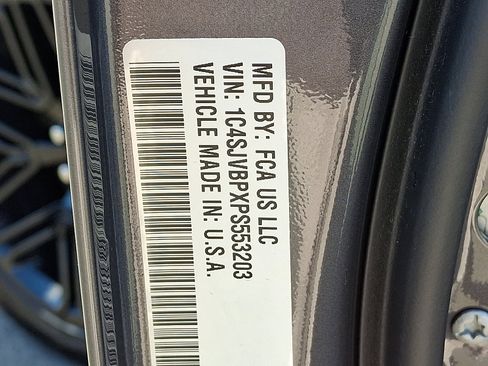 MFD BY: FCA US LLC
VIN: 1C4SJVBPXPS553203
VEHICLE MADE IN: U.S.A.